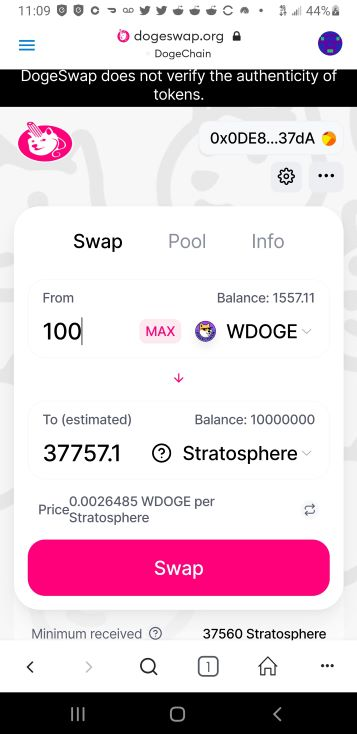 11:09 44%
dogeswap.org
DogeChain
DogeSwap does not verify the authenticity of
tokens.
0x0DE8...37dA
Swap Pool Info
From Balance: 1557.11
100 MAX WDOGE
To (estimated) Balance: 10000000
37757.1 Stratosphere
Price 0.0026485 WDOGE per
Stratosphere
Swap
Minimum received 37560 Stratosphere
1